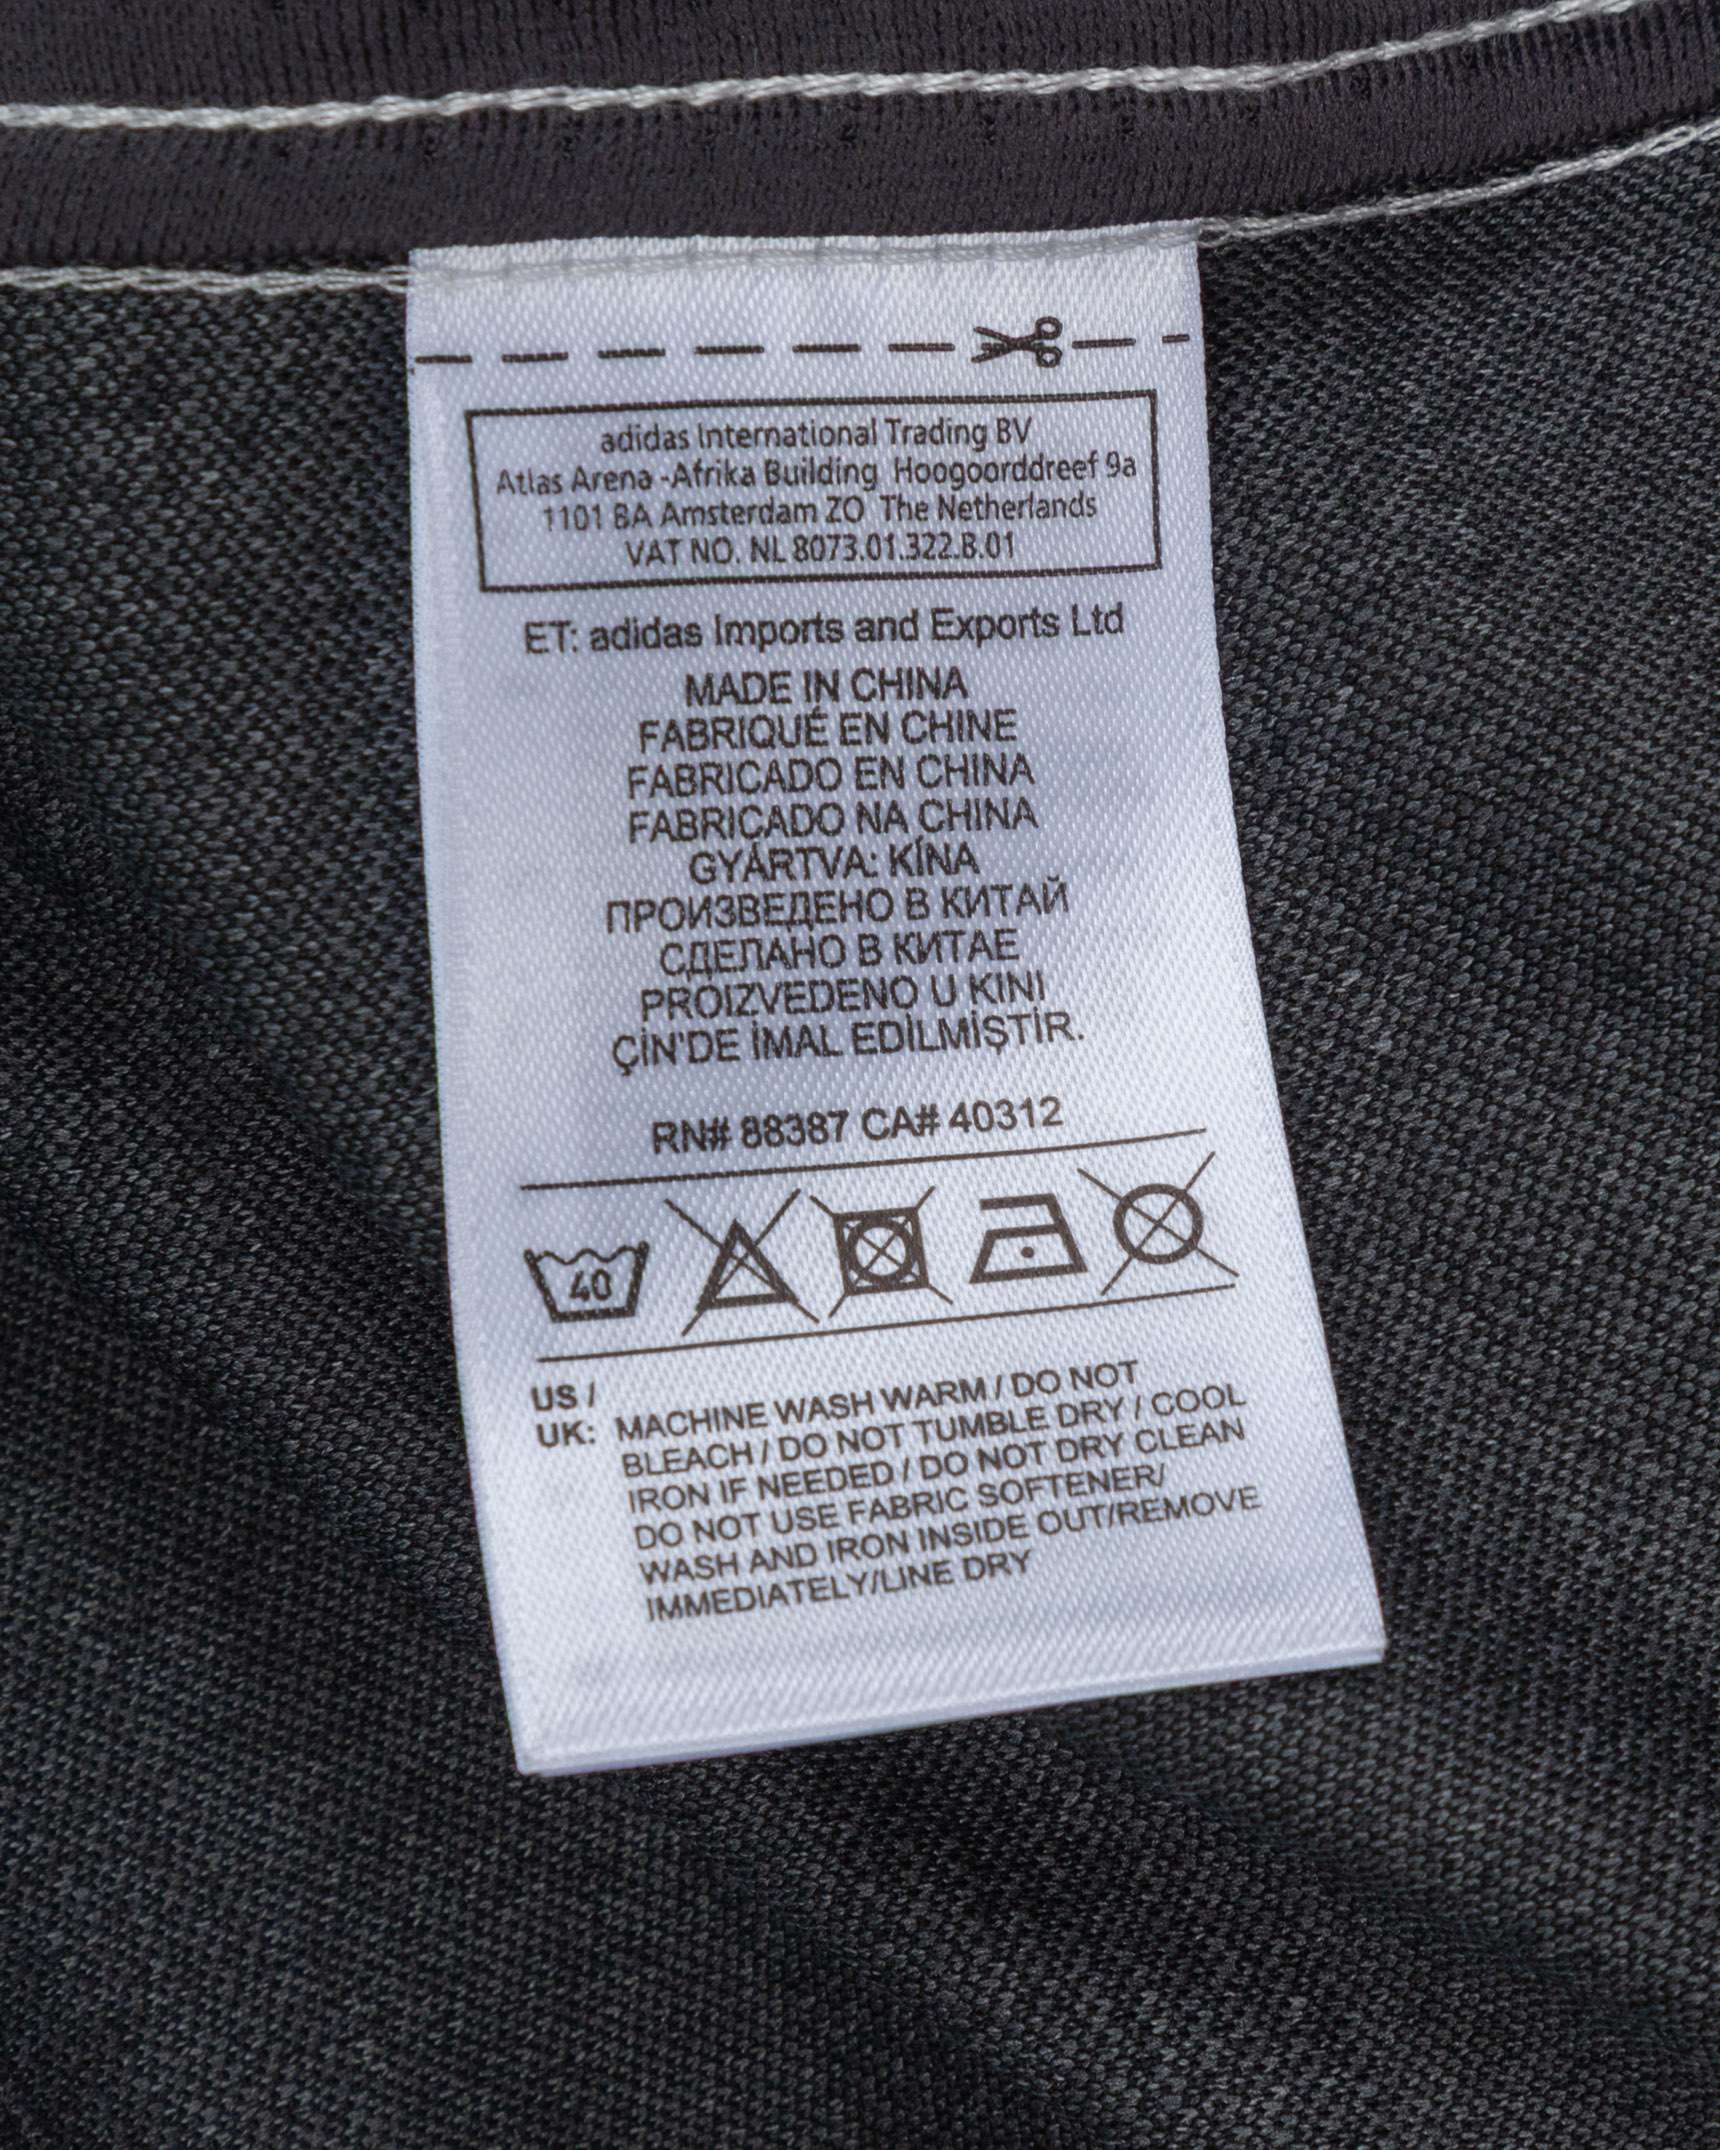 adidas International Trading BV
Atlas Arena -Afrika Building Hoogoorddreef 9a
1101 BA Amsterdam ZO The Netherlands
VAT NO. NL 8073.01.322.B.01
ET: adidas Imports and Exports Ltd
MADE IN CHINA
FABRIQUÉ EN CHINE
FABRICADO EN CHINA
FABRICADO NA CHINA
GYÁRTVA: KÍNA
ПРОИЗВЕДЕНО В КИТАЙ
СДЕЛАНО В КИТАЕ
PROIZVEDENO U KINI
ÇİN'DE İMAL EDİLMİŞTİR.
RN# 88387 CA# 40312
40
US /
UK: MACHINE WASH WARM / DO NOT
BLEACH / DO NOT TUMBLE DRY / COOL
IRON IF NEEDED / DO NOT DRY CLEAN
DO NOT USE FABRIC SOFTENER/
WASH AND IRON INSIDE OUT/REMOVE
IMMEDIATELY/LINE DRY